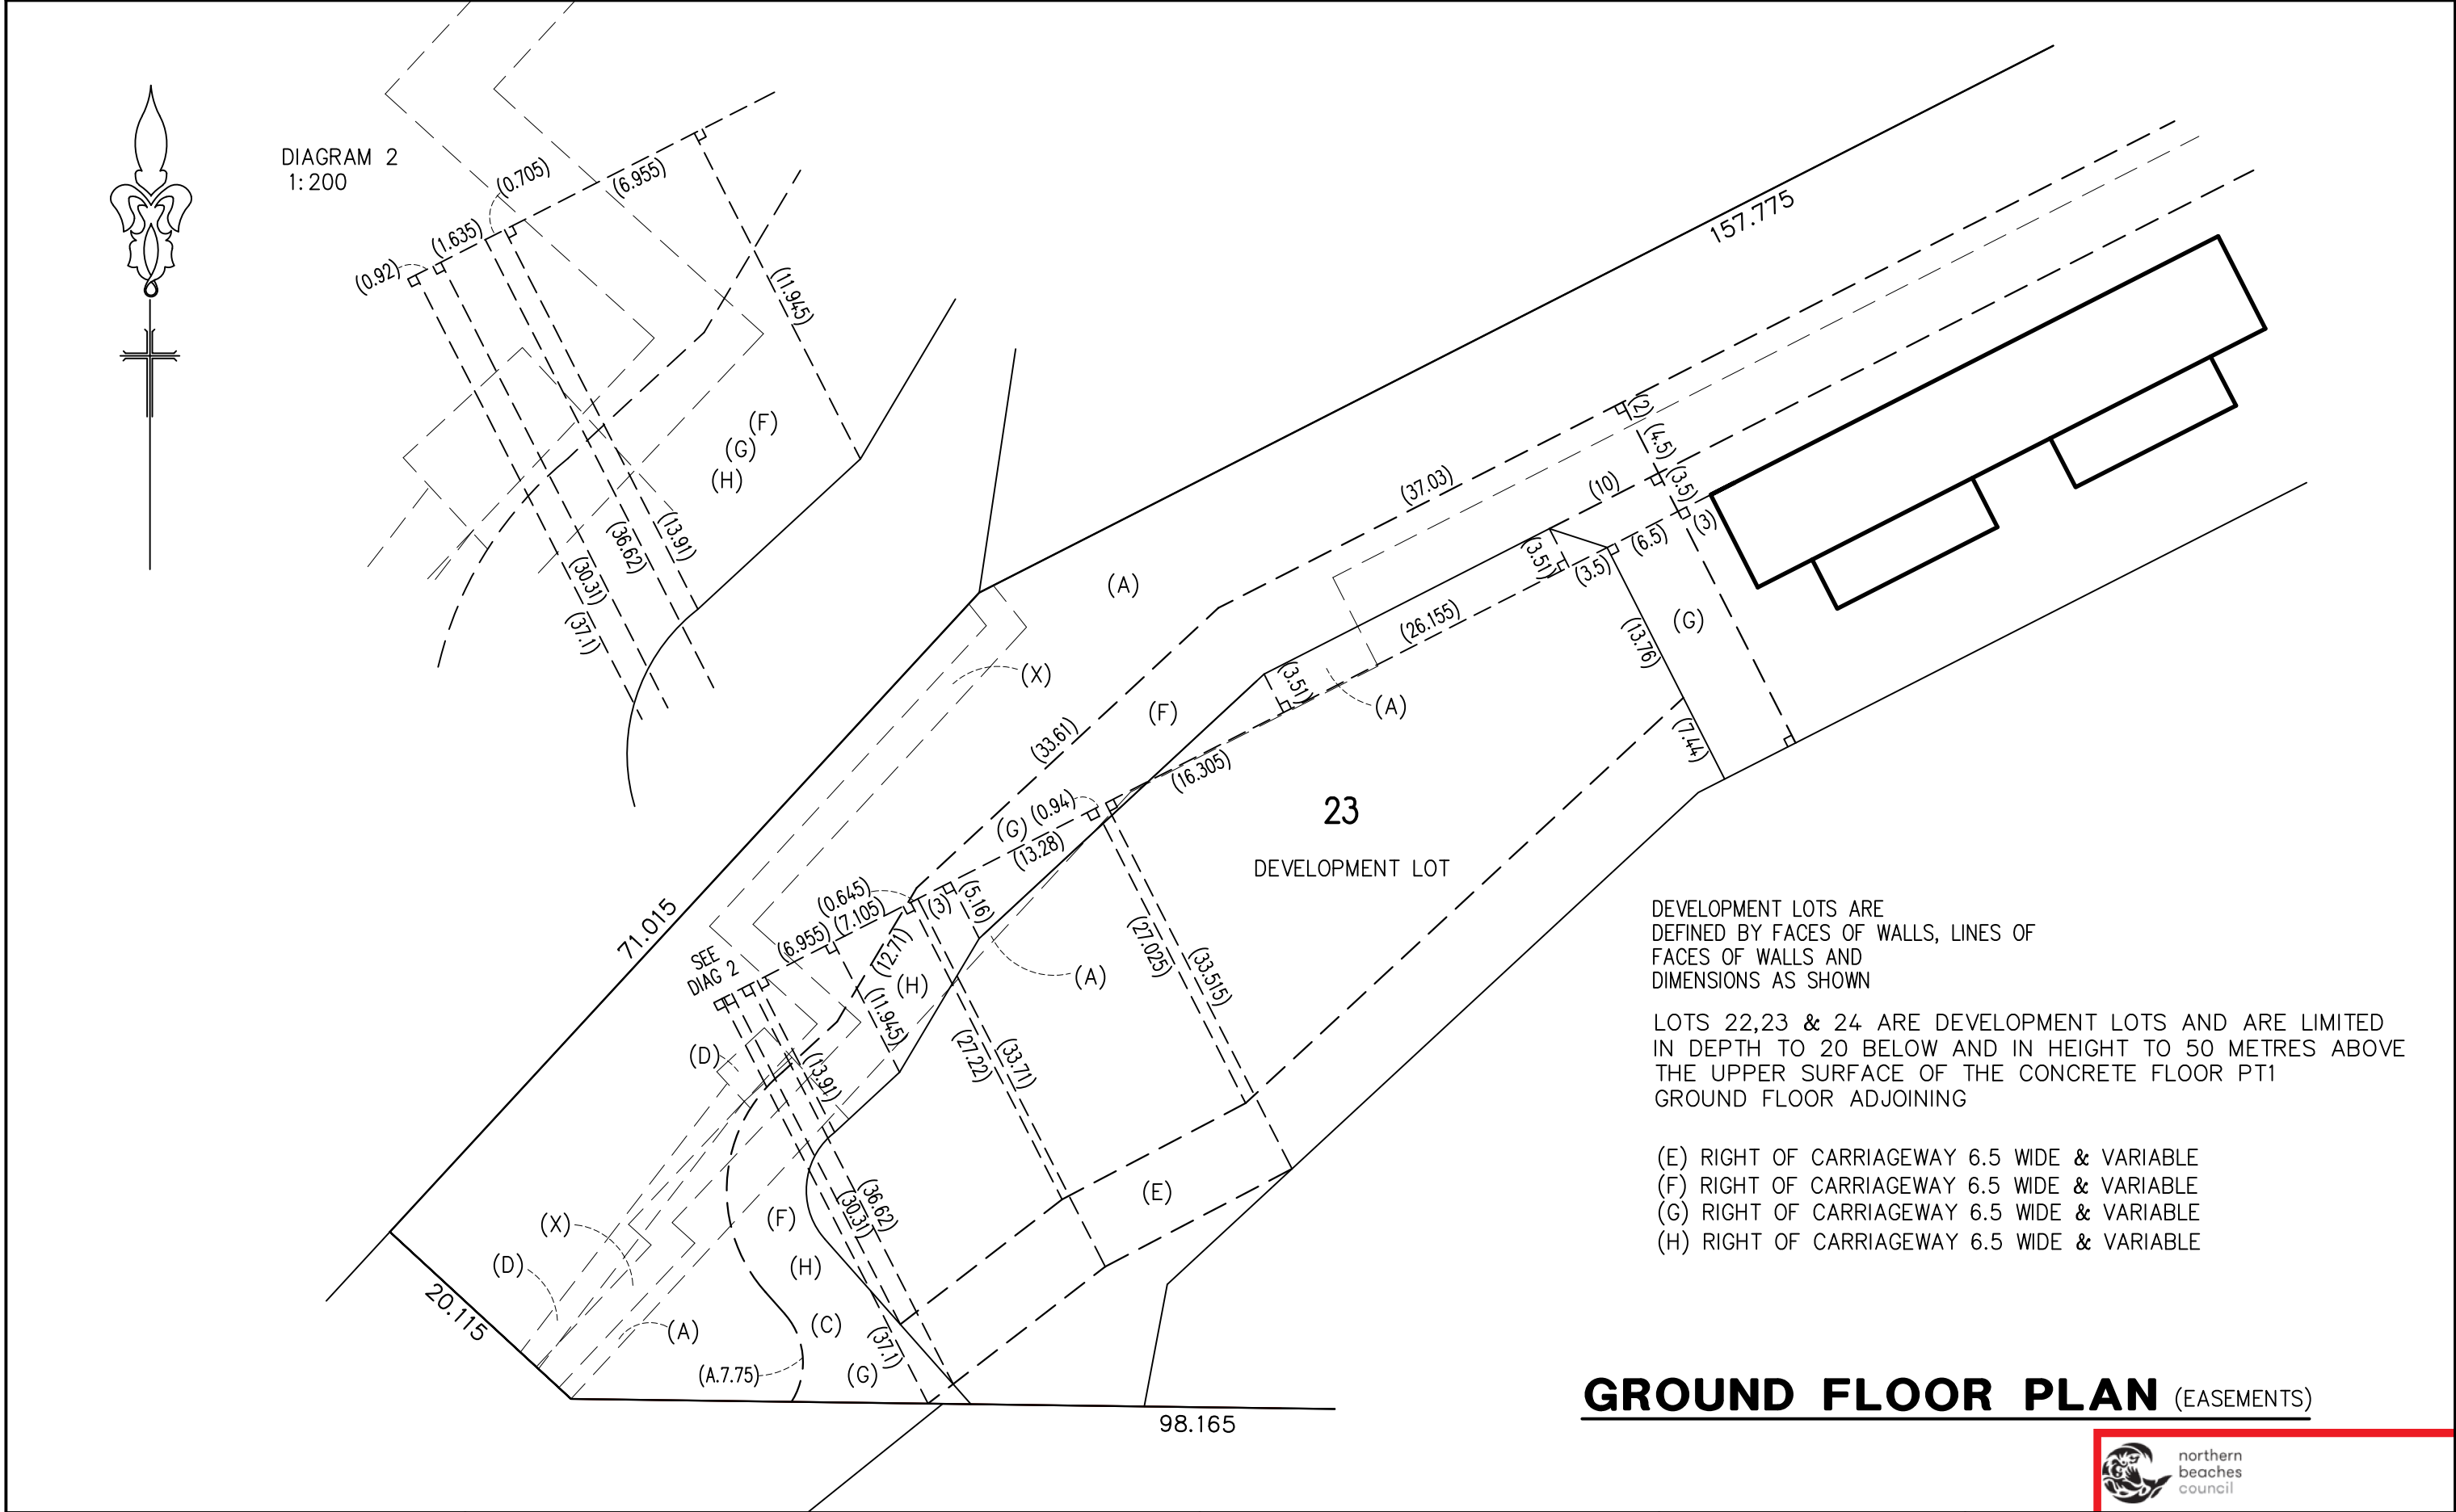 DIAGRAM 2
1:200
(0.705)
(6.955)
(1.635)
(0.92)
(11.945)
(F)
(G)
(H)
(13.91)
(36.62)
(30.31)
(37.1)
157.775
(2)
(4.5)
(37.03)
(10)
(3.5)
(3)
(6.5)
(3.51)
(3.5)
(A)
(26.155)
(G)
(13.76)
(X)
(3.51)
(A)
(F)
(33.61)
(7.44)
(16.305)
23
(0.94)
(G)
(13.28)
DEVELOPMENT LOT
(0.645)
(7.105)
(3)
(5.16)
71.015
(6.955)
SEE
DIAG 2
(12.71)
(H)
(A)
(27.025)
(33.515)
(11.945)
(D)
(27.22)
(33.71)
(13.91)
DEVELOPMENT LOTS ARE
DEFINED BY FACES OF WALLS, LINES OF
FACES OF WALLS AND
DIMENSIONS AS SHOWN
LOTS 22,23 & 24 ARE DEVELOPMENT LOTS AND ARE LIMITED
IN DEPTH TO 20 BELOW AND IN HEIGHT TO 50 METRES ABOVE
THE UPPER SURFACE OF THE CONCRETE FLOOR PT1
GROUND FLOOR ADJOINING
(E) RIGHT OF CARRIAGEWAY 6.5 WIDE & VARIABLE
(F) RIGHT OF CARRIAGEWAY 6.5 WIDE & VARIABLE
(G) RIGHT OF CARRIAGEWAY 6.5 WIDE & VARIABLE
(H) RIGHT OF CARRIAGEWAY 6.5 WIDE & VARIABLE
(E)
(X)
(F)
(30.31)
(36.62)
(D)
(H)
20.115
(A)
(C)
(37.1)
(A.7.75)
(G)
98.165
GROUND FLOOR PLAN (EASEMENTS)
northern
beaches
council